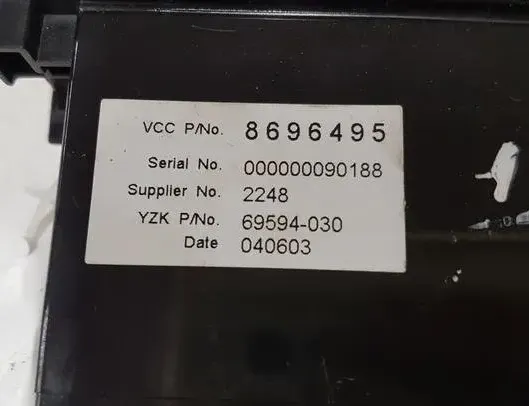 VCC P/No. 8696495
Serial No. 000000090188
Supplier No. 2248
YZK P/No. 69594-030
Date 040603